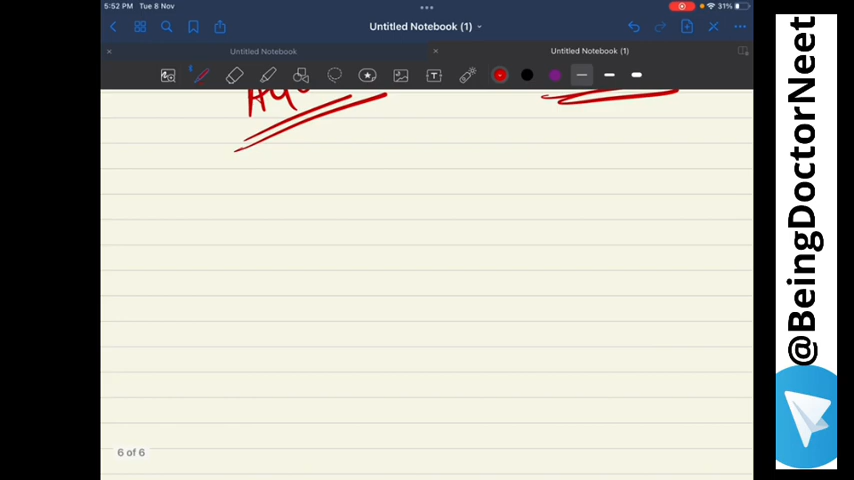 5:52 PM Tue 8 Nov
31%
Untitled Notebook (1)
Untitled Notebook
Untitled Notebook (1)
6 of 6
@BeingDoctorNeet